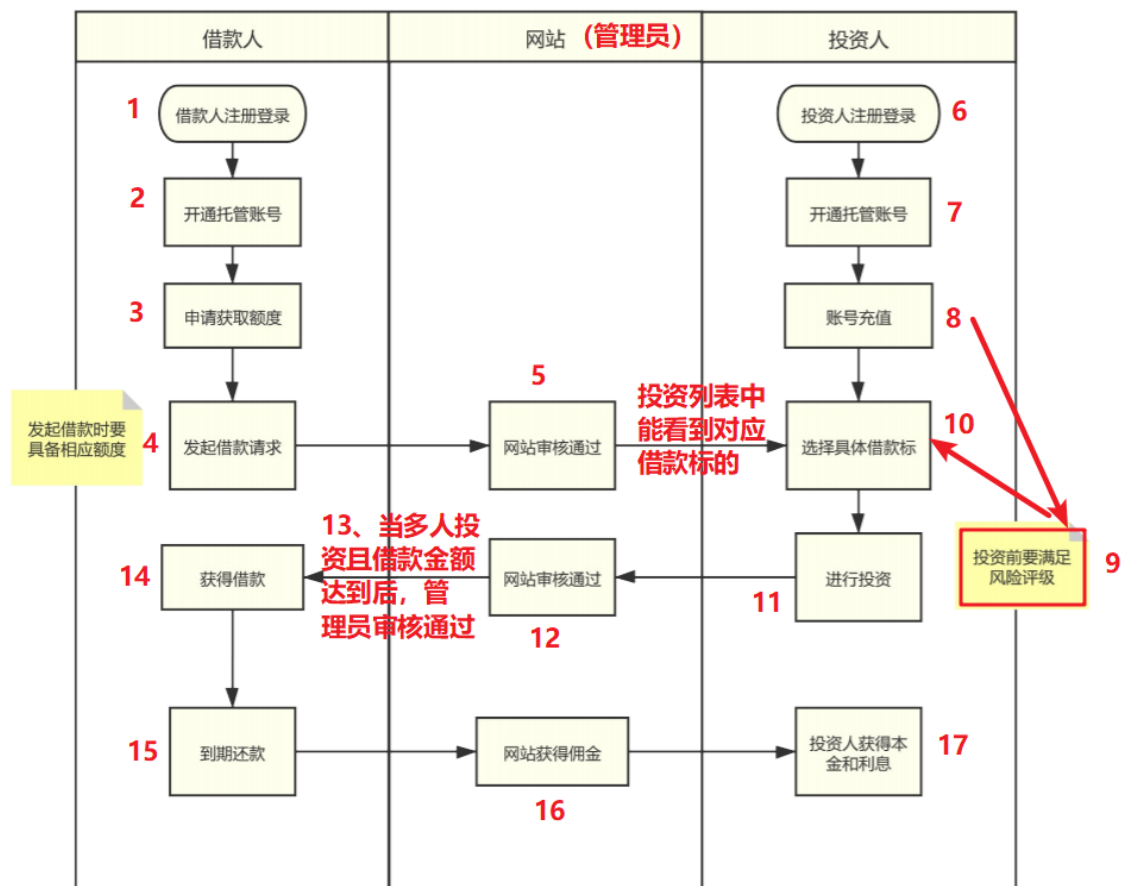 借款人
网站（管理员）
投资人
1
借款人注册登录
投资人注册登录
6
2
开通托管账号
开通托管账号
7
3
申请获取额度
账号充值
8
发起借款时要
具备相应额度
4
发起借款请求
5
网站审核通过
投资列表中
能看到对应
借款标的
选择具体借款标
10
投资前要满足
风险评级
9
14
获得借款
13、当多人投
资且借款金额
达到后，管
理员审核通过
网站审核通过
12
进行投资
11
15
到期还款
网站获得佣金
16
投资人获得本
金和利息
17